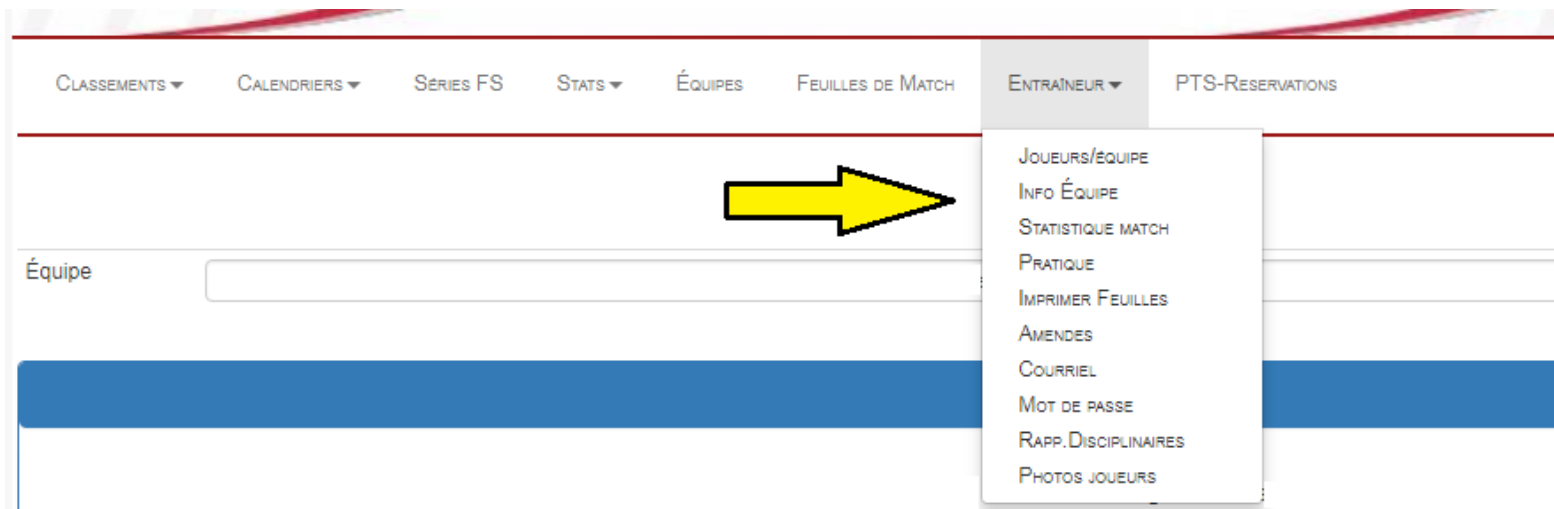 Classements Calendriers Séries FS Stats Équipes Feuilles de Match Entraîneur PTS-Reservations
Joueurs/équipe
Info Équipe
Statistique match
Pratique
Équipe
Imprimer Feuilles
Amendes
Courriel
Mot de passe
Rapp.Disciplinaires
Photos joueurs